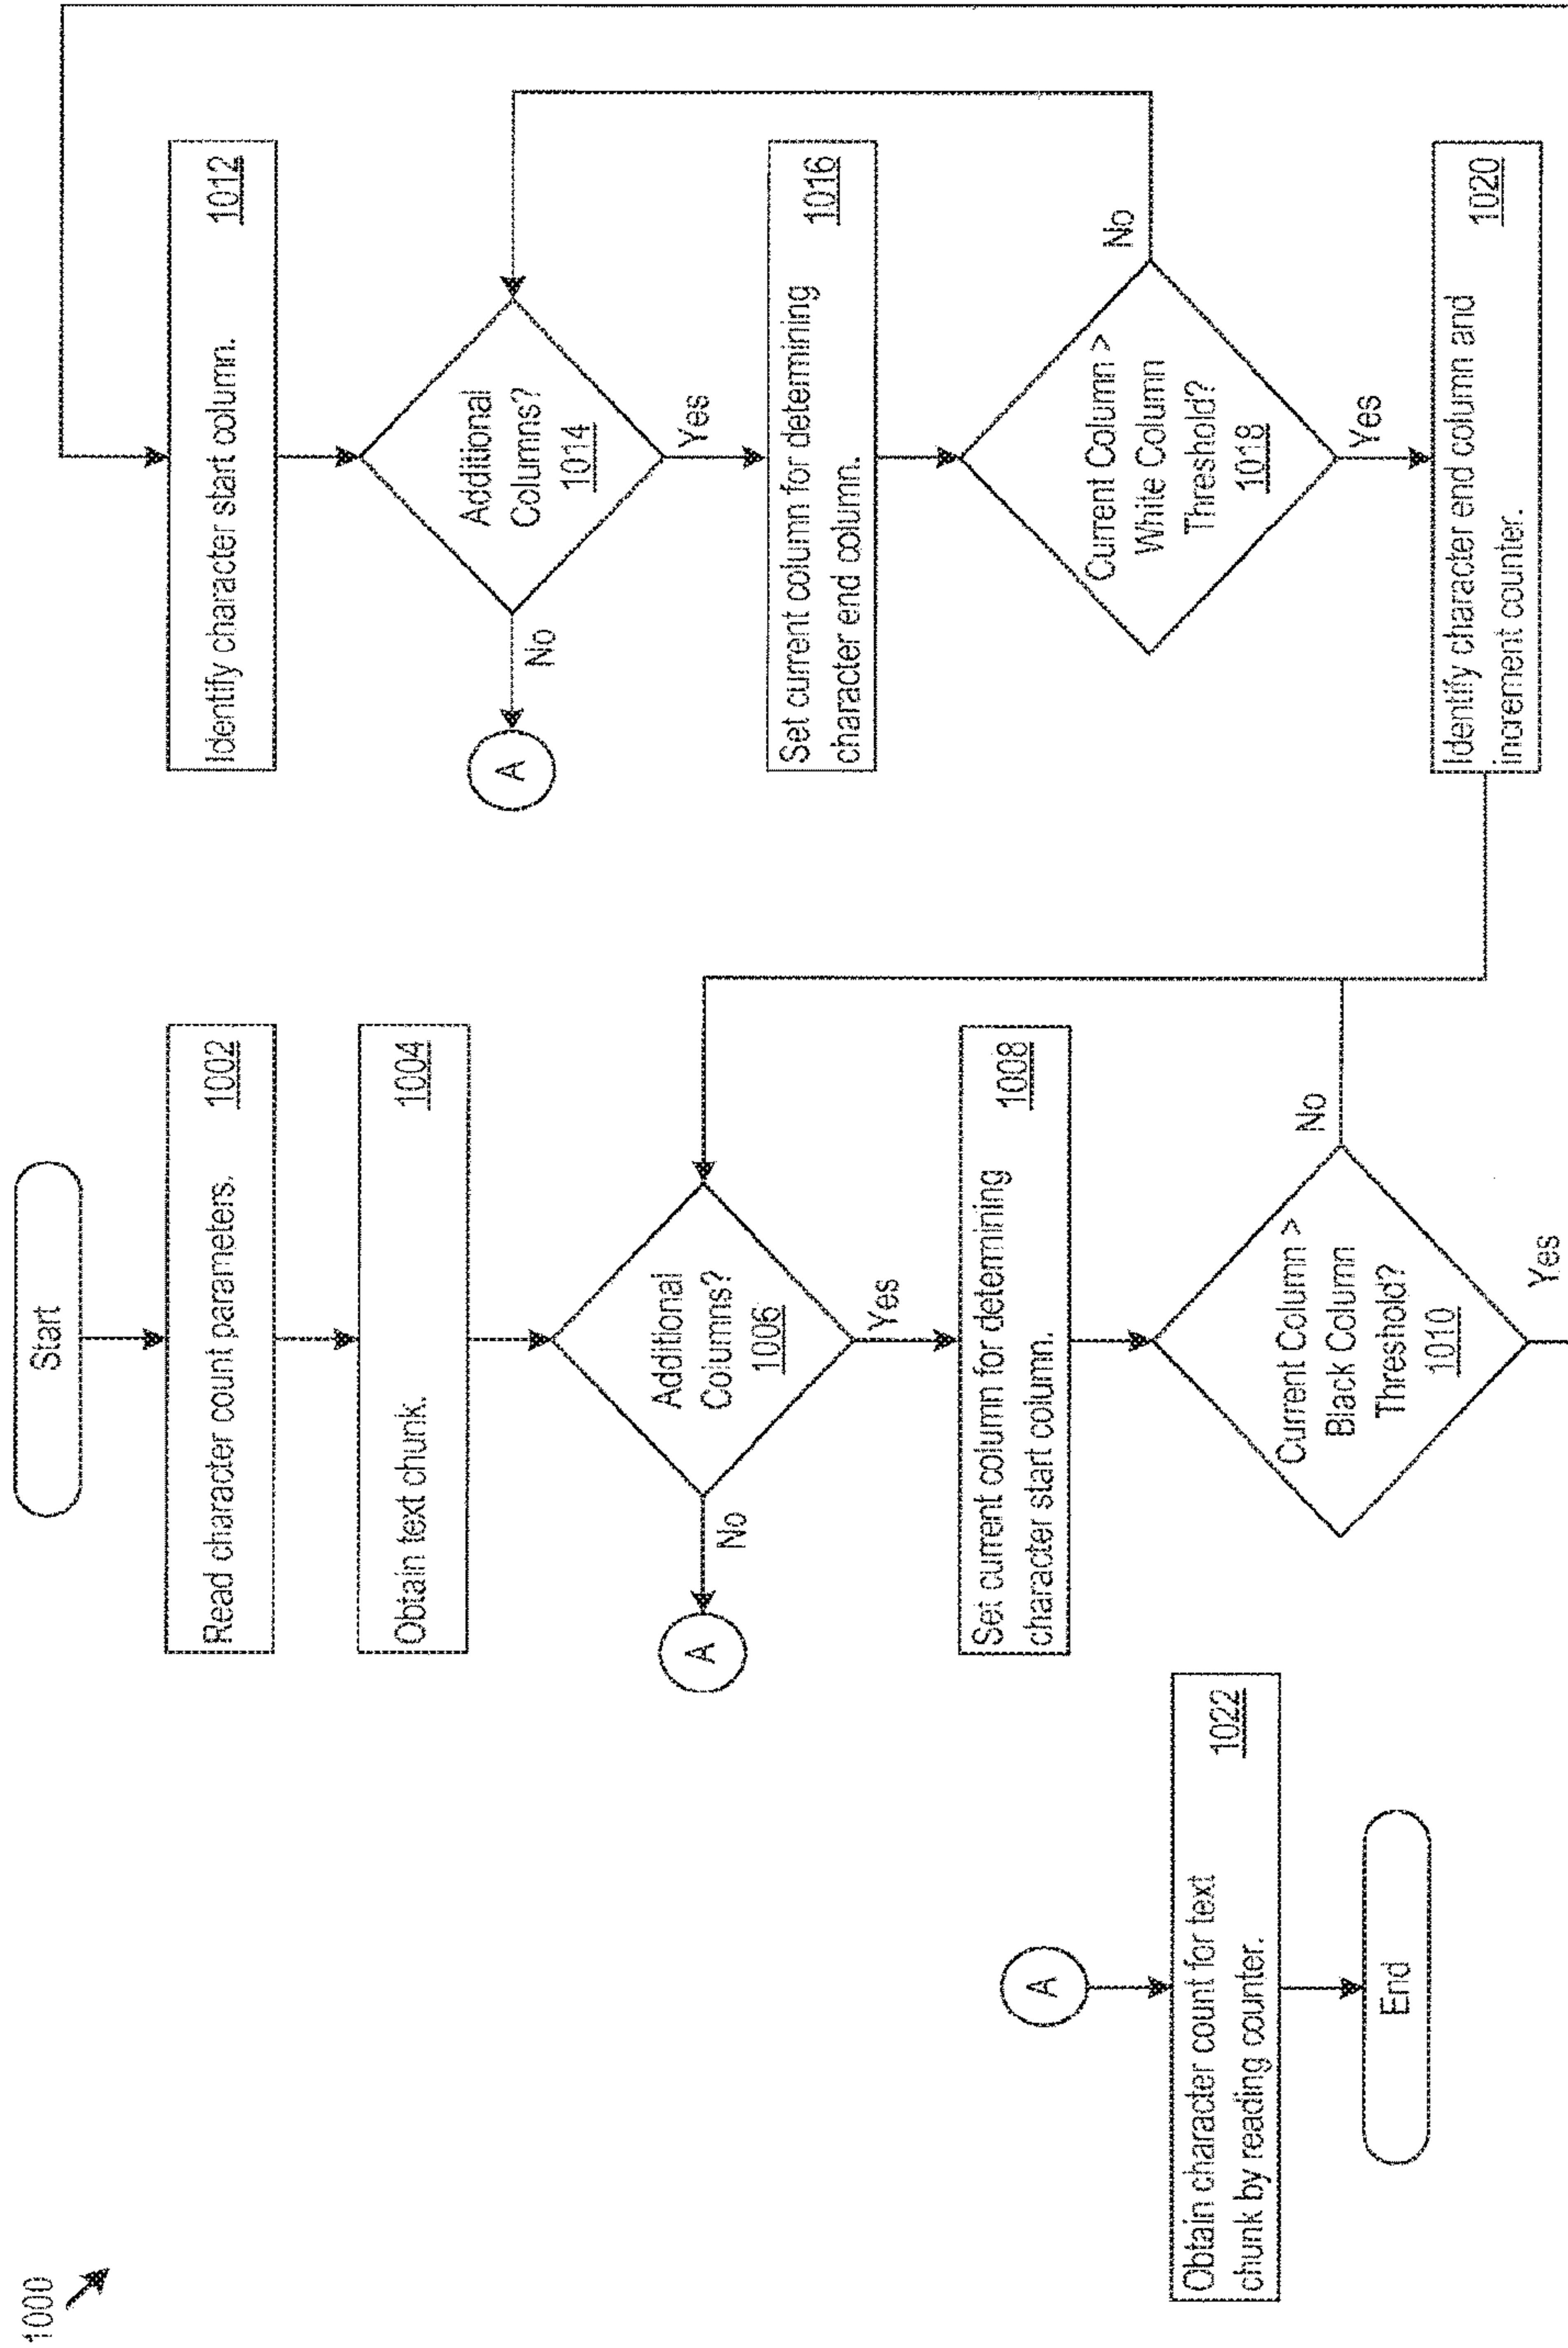 1000
Start
Read character count parameters.
1002
Obtain text chunk.
1004
Additional
Columns?
1006
No
A
Yes
Set current column for determining
character start column.
1008
Current Column >
Black Column
Threshold?
1010
No
Yes
Identify character start column.
1012
Additional
Columns?
1014
No
A
Yes
Set current column for determining
character end column.
1016
Current Column >
White Column
Threshold?
1018
No
Yes
Identify character end column and
increment counter.
1020
A
Obtain character count for text
chunk by reading counter.
1022
End